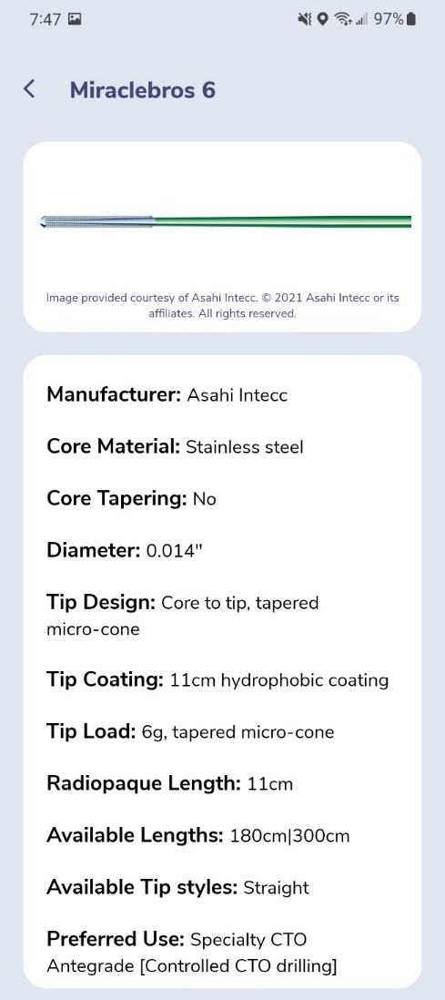 7:47 97%
Miraclebros 6
Image provided courtesy of Asahi Intecc. © 2021 Asahi Intecc or its
affiliates. All rights reserved.
Manufacturer: Asahi Intecc
Core Material: Stainless steel
Core Tapering: No
Diameter: 0.014"
Tip Design: Core to tip, tapered
micro-cone
Tip Coating: 11cm hydrophobic coating
Tip Load: 6g, tapered micro-cone
Radiopaque Length: 11cm
Available Lengths: 180cm|300cm
Available Tip styles: Straight
Preferred Use: Specialty CTO
Antegrade [Controlled CTO drilling]